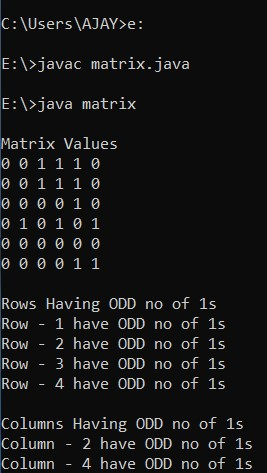 C:\Users\AJAY>e:
E:\>javac matrix.java
E:\>java matrix
Matrix Values
0 0 1 1 1 0
0 0 1 1 1 0
0 0 0 0 1 0
0 1 0 1 0 1
0 0 0 0 0 0
0 0 0 0 1 1
Rows Having ODD no of 1s
Row - 1 have ODD no of 1s
Row - 2 have ODD no of 1s
Row - 3 have ODD no of 1s
Row - 4 have ODD no of 1s
Columns Having ODD no of 1s
Column - 2 have ODD no of 1s
Column - 4 have ODD no of 1s